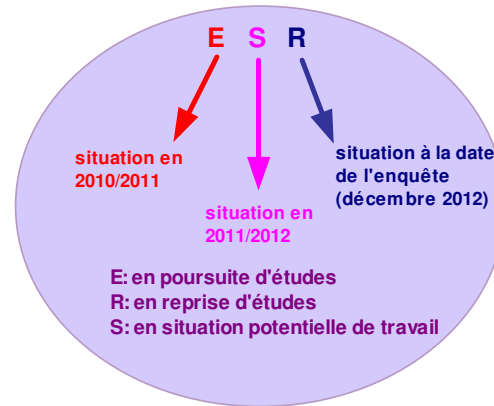 E S R
situation en
2010/2011
situation en
2011/2012
situation à la date
de l'enquête
(décembre 2012)
E: en poursuite d'études
R: en reprise d'études
S: en situation potentielle de travail